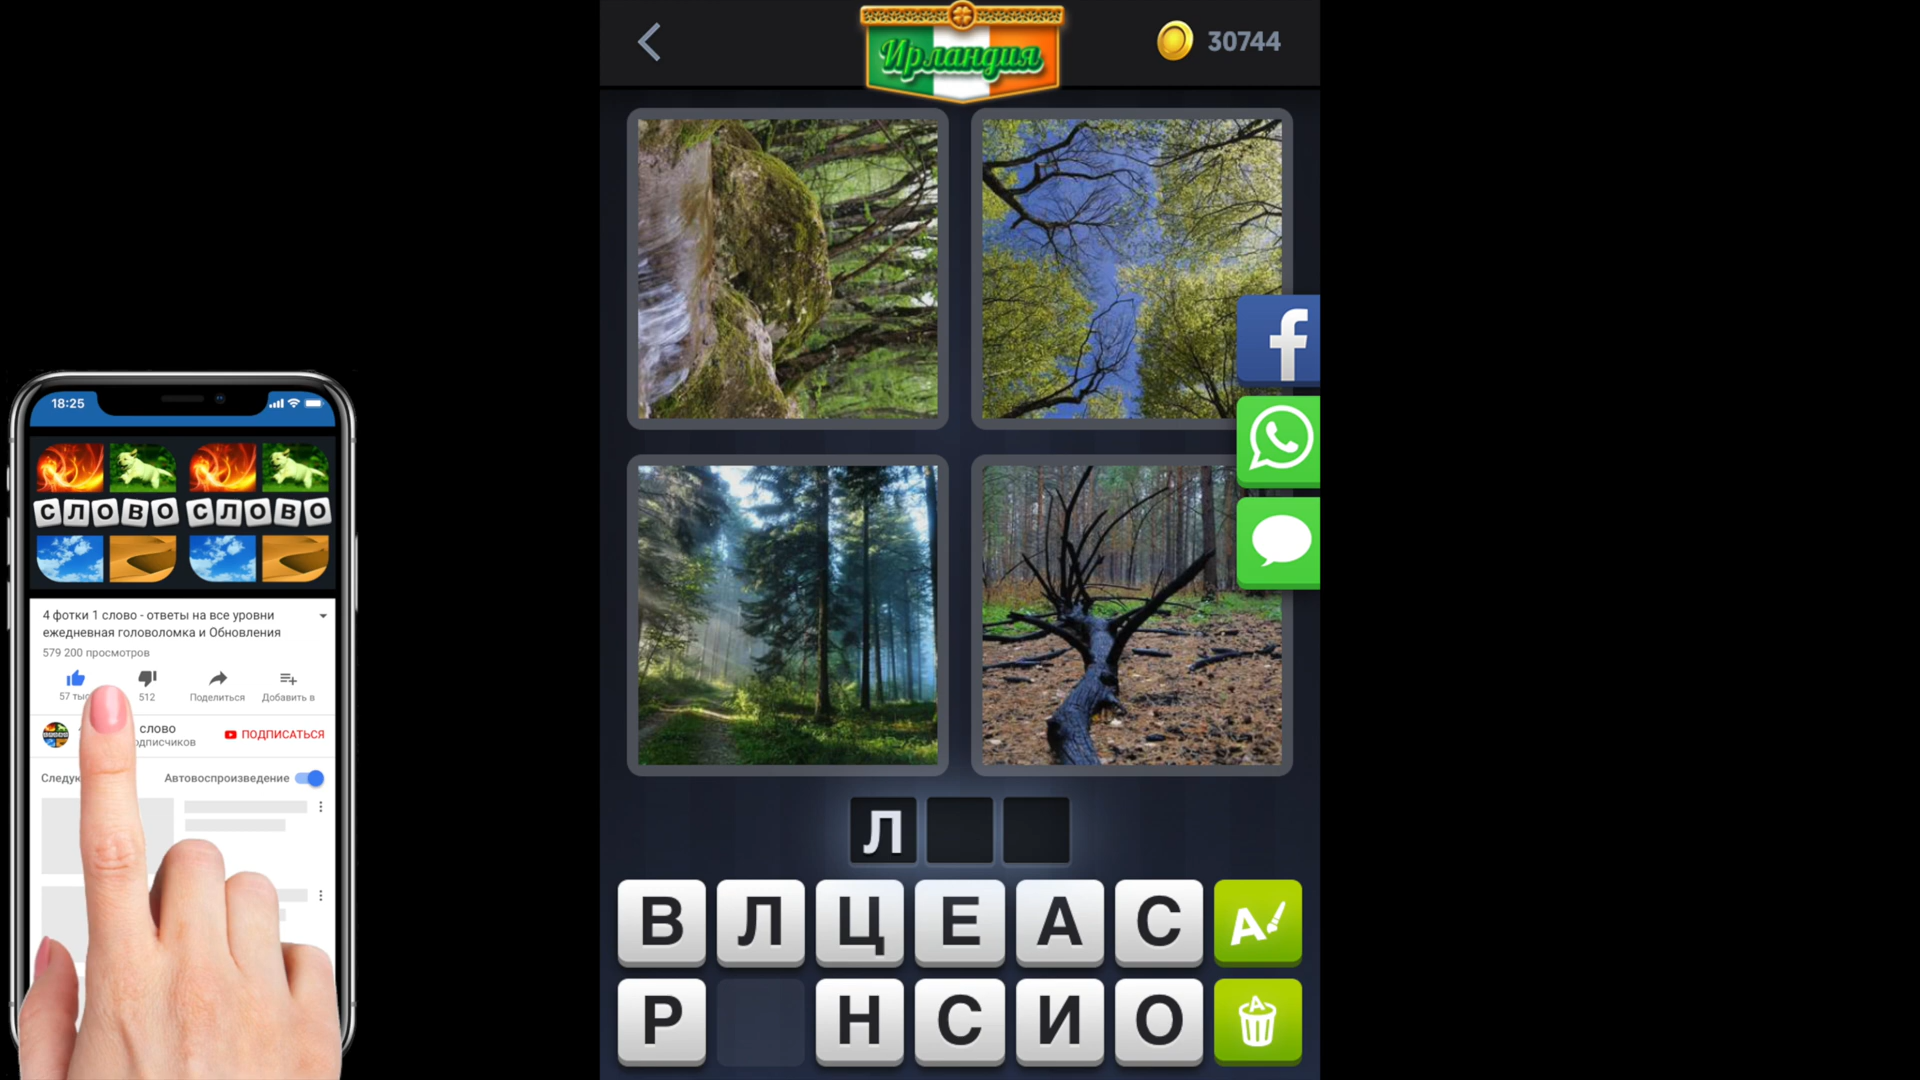 Ирландия
30744
18:25
СЛОВО СЛОВО
4 фотки 1 слово - ответы на все уровни
ежедневная головоломка и Обновления
579 200 просмотров
512 Поделиться Добавить в
слово
ПОДПИСАТЬСЯ
Автовоспроизведение
Л
В Л Ц Е А С A
Р Н С И О A